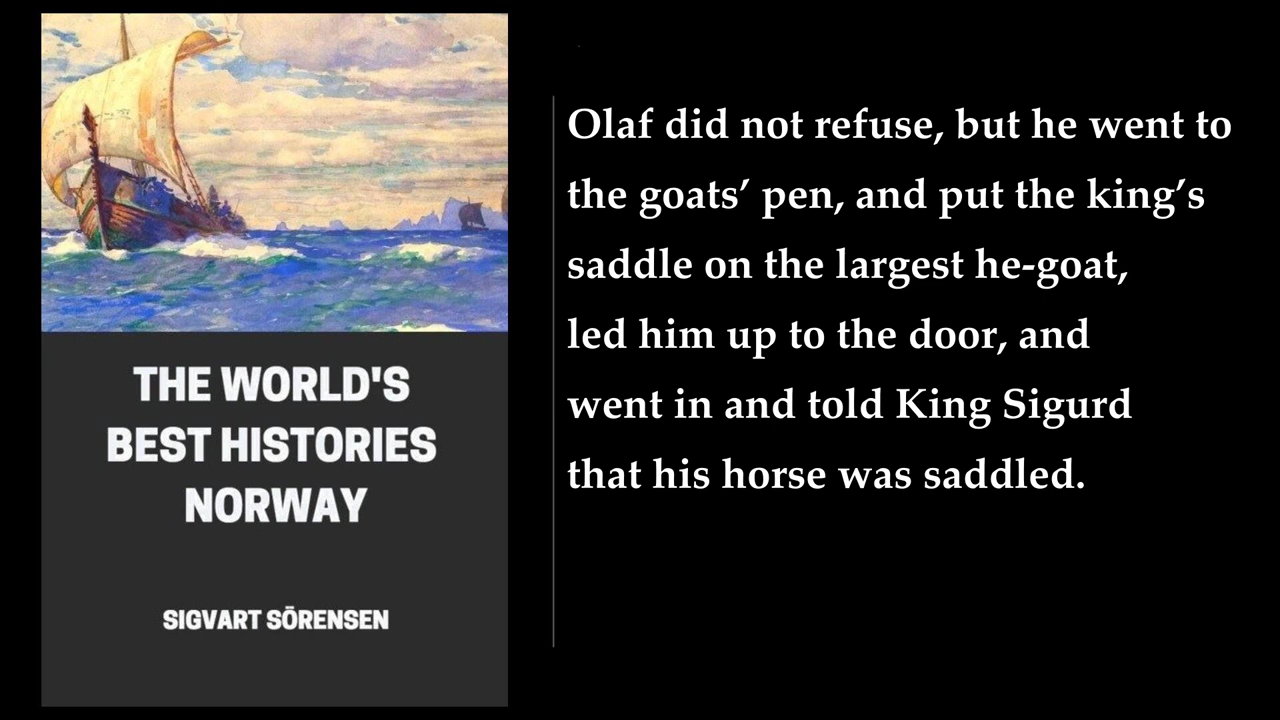 THE WORLD'S
BEST HISTORIES
NORWAY
SIGVART SÖRENSEN
Olaf did not refuse, but he went to
the goats’ pen, and put the king’s
saddle on the largest he-goat,
led him up to the door, and
went in and told King Sigurd
that his horse was saddled.